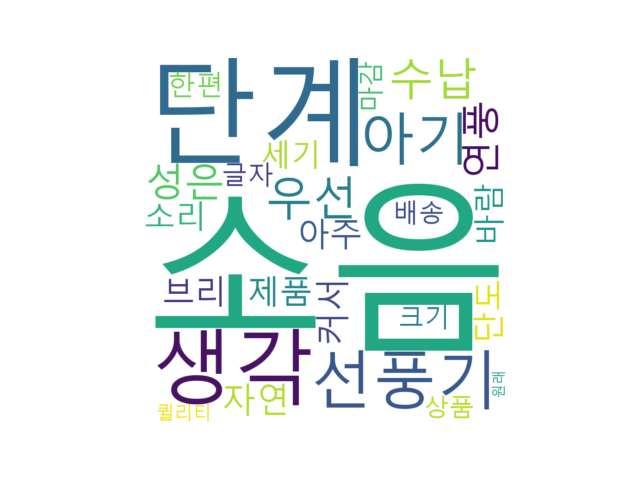 단계
한편
마감
수납
아기
연풍
세기
성은
글자
우선
소리
아주
배송
바람
소음
브리
제품
커서
크기
단도
생각
선풍기
자연
퀄리티
상품
원래